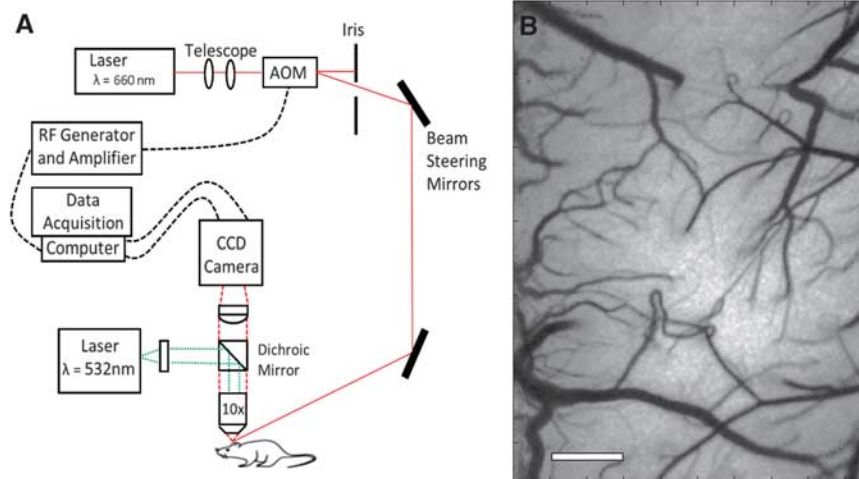 A
Laser
λ = 660 nm
Telescope
AOM
Iris
RF Generator
and Amplifier
Beam
Steering
Mirrors
Data
Acquisition
Computer
CCD
Camera
Laser
λ = 532nm
Dichroic
Mirror
10x
B